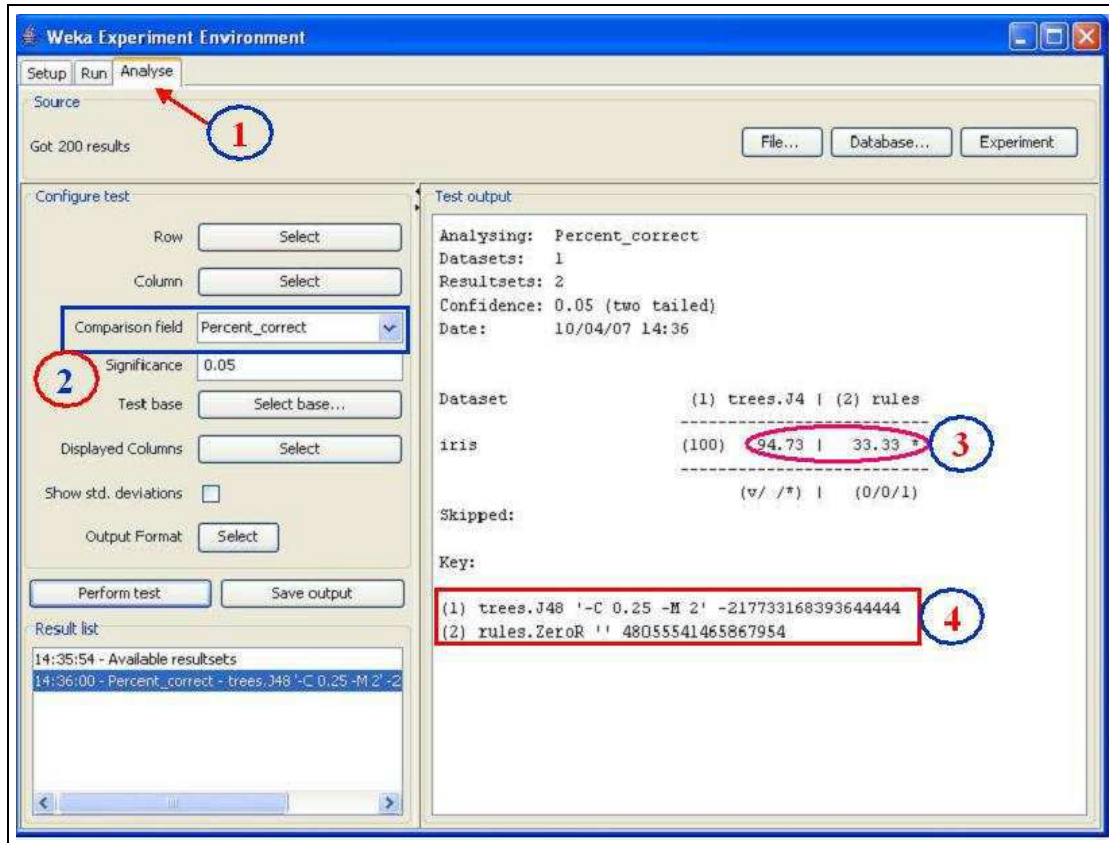 Weka Experiment Environment
Setup Run Analyse
Source
1
Got 200 results
File... Database... Experiment
Configure test
Row Select
Column Select
Comparison field Percent_correct
2
Significance 0.05
Test base Select base...
Displayed Columns Select
Show std. deviations
Output Format Select
Perform test Save output
Result list
14:35:54 - Available resultsets
14:36:00 - Percent_correct - trees.J48 '-C 0.25 -M 2' -2
Test output
Analysing: Percent_correct
Datasets: 1
Resultsets: 2
Confidence: 0.05 (two tailed)
Date: 10/04/07 14:36
Dataset (1) trees.J4 | (2) rules
--------------------------
iris (100) 94.73 | 33.33 *
3
--------------------------
(v/ /*) | (0/0/1)
Skipped:
Key:
(1) trees.J48 '-C 0.25 -M 2' -217733168393644444
(2) rules.ZeroR '' 48055541465867954
4